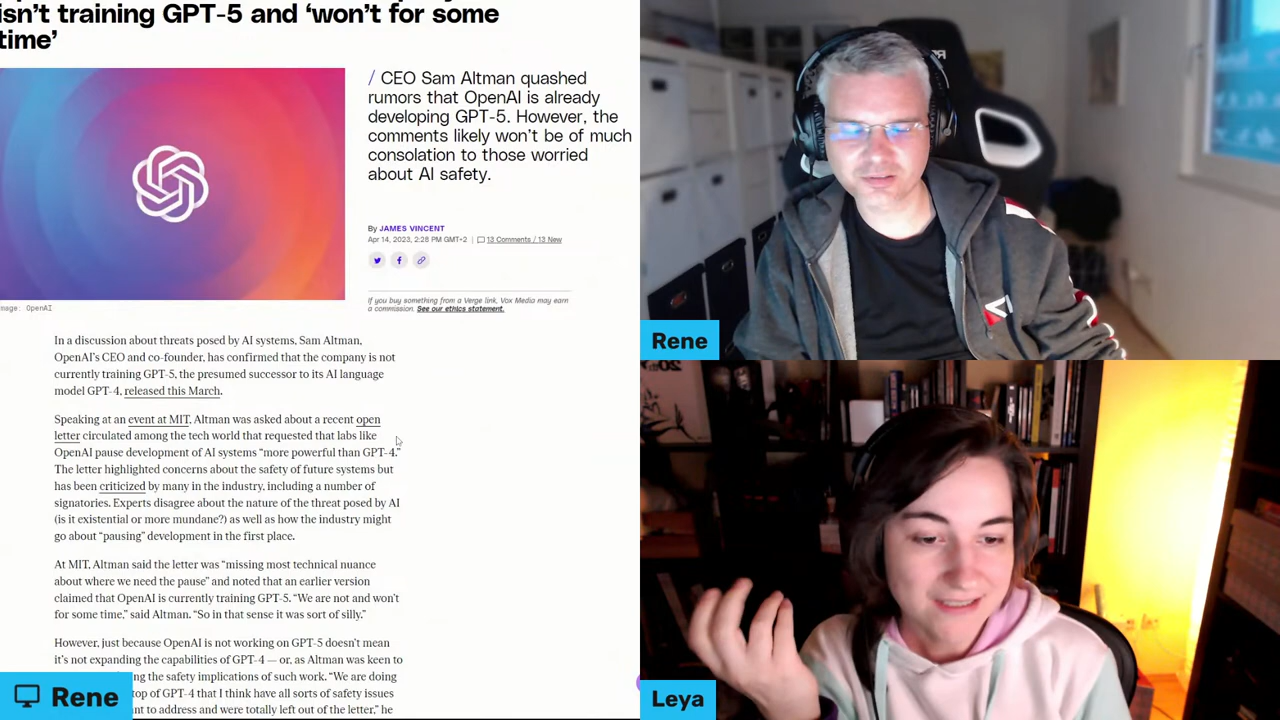 isn’t training GPT-5 and ‘won’t for some
time’
/ CEO Sam Altman quashed
rumors that OpenAI is already
developing GPT-5. However, the
comments likely won’t be of much
consolation to those worried
about AI safety.
By JAMES VINCENT
Apr 14, 2023, 2:28 PM GMT+2 | 13 Comments / 13 New
If you buy something from a Verge link, Vox Media may earn
a commission. See our ethics statement.
mage: OpenAI
In a discussion about threats posed by AI systems, Sam Altman,
OpenAI’s CEO and co-founder, has confirmed that the company is not
currently training GPT-5, the presumed successor to its AI language
model GPT-4, released this March.
Speaking at an event at MIT, Altman was asked about a recent open
letter circulated among the tech world that requested that labs like
OpenAI pause development of AI systems “more powerful than GPT-4.”
The letter highlighted concerns about the safety of future systems but
has been criticized by many in the industry, including a number of
signatories. Experts disagree about the nature of the threat posed by AI
(is it existential or more mundane?) as well as how the industry might
go about “pausing” development in the first place.
At MIT, Altman said the letter was “missing most technical nuance
about where we need the pause” and noted that an earlier version
claimed that OpenAI is currently training GPT-5. “We are not and won’t
for some time,” said Altman. “So in that sense it was sort of silly.”
However, just because OpenAI is not working on GPT-5 doesn’t mean
it’s not expanding the capabilities of GPT-4 — or, as Altman was keen to
ng the safety implications of such work. “We are doing
top of GPT-4 that I think have all sorts of safety issues
nt to address and were totally left out of the letter,” he
Rene
Rene
Leya